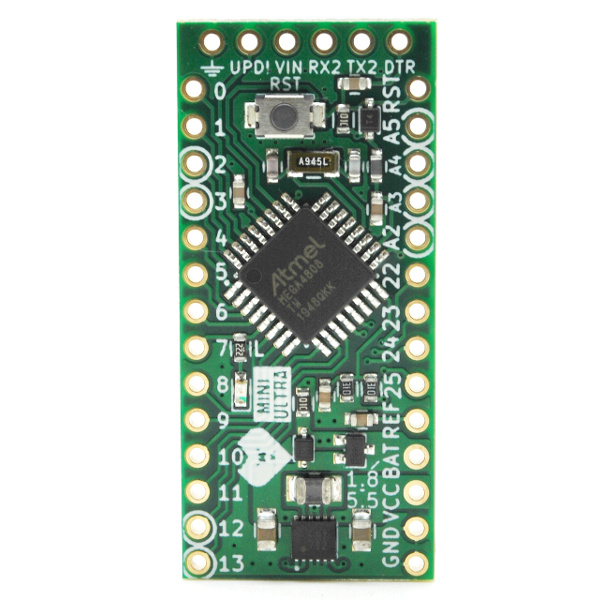 UPDI VIN RX2 TX2 DTR
RST
0
RST
1
A5
A945L
2
A4
3
A3
4
A2
Atmel
MEGA4808
5
22
6
23
1948QKK
7
L
24
8
25
MINI
ULTRA
9
REF
10
BAT
1.8
5.5
11
VCC
12
13
GND